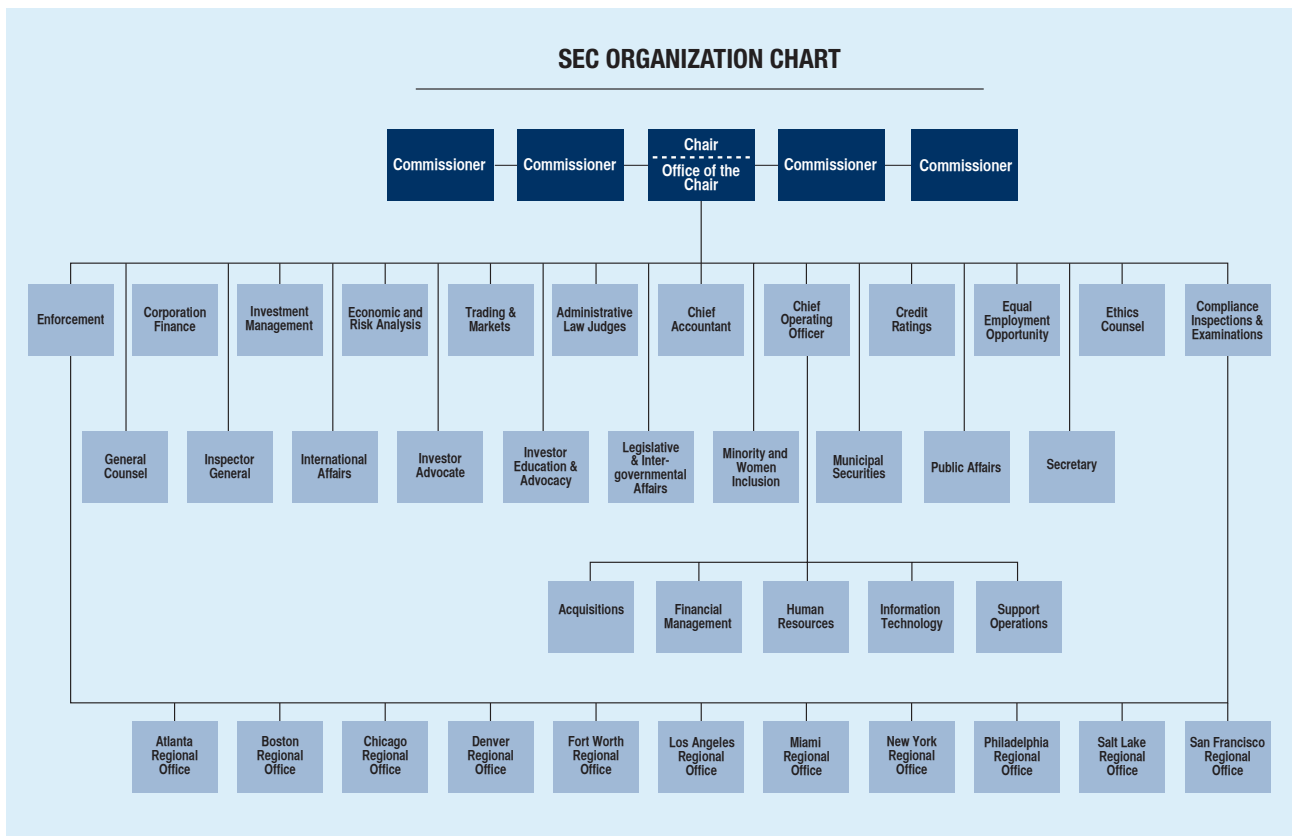 SEC ORGANIZATION CHART
Commissioner
Commissioner
Chair
Office of the
Chair
Commissioner
Commissioner
Enforcement
Corporation
Finance
Investment
Management
Economic and
Risk Analysis
Trading &
Markets
Administrative
Law Judges
Chief
Accountant
Chief
Operating
Officer
Credit
Ratings
Equal
Employment
Opportunity
Ethics
Counsel
Compliance
Inspections &
Examinations
General
Counsel
Inspector
General
International
Affairs
Investor
Advocate
Investor
Education &
Advocacy
Legislative
& Inter-
governmental
Affairs
Minority and
Women
Inclusion
Municipal
Securities
Public Affairs
Secretary
Acquisitions
Financial
Management
Human
Resources
Information
Technology
Support
Operations
Atlanta
Regional
Office
Boston
Regional
Office
Chicago
Regional
Office
Denver
Regional
Office
Fort Worth
Regional
Office
Los Angeles
Regional
Office
Miami
Regional
Office
New York
Regional
Office
Philadelphia
Regional
Office
Salt Lake
Regional
Office
San Francisco
Regional
Office